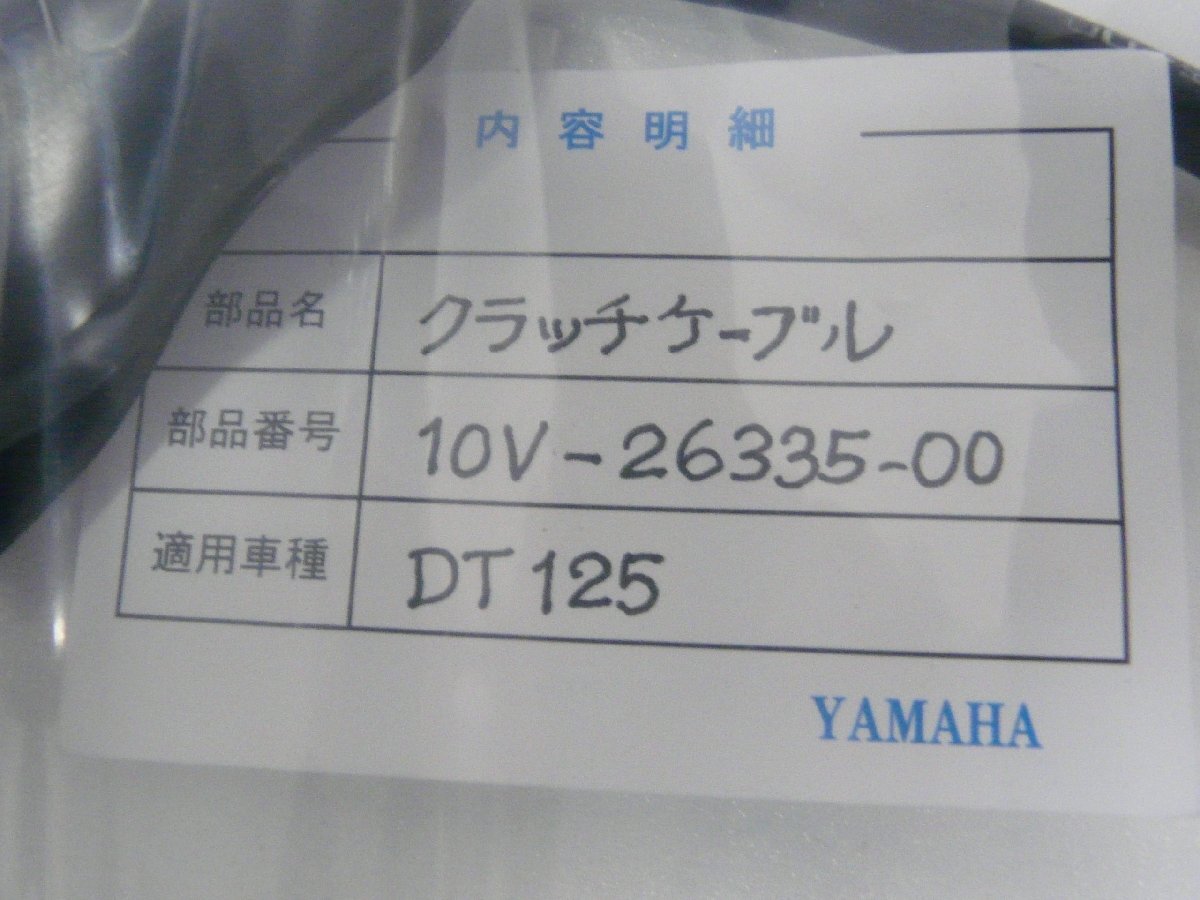 内容明細
部品名 クラッチケーブル
部品番号 10V-26335-00
適用車種 DT125
YAMAHA